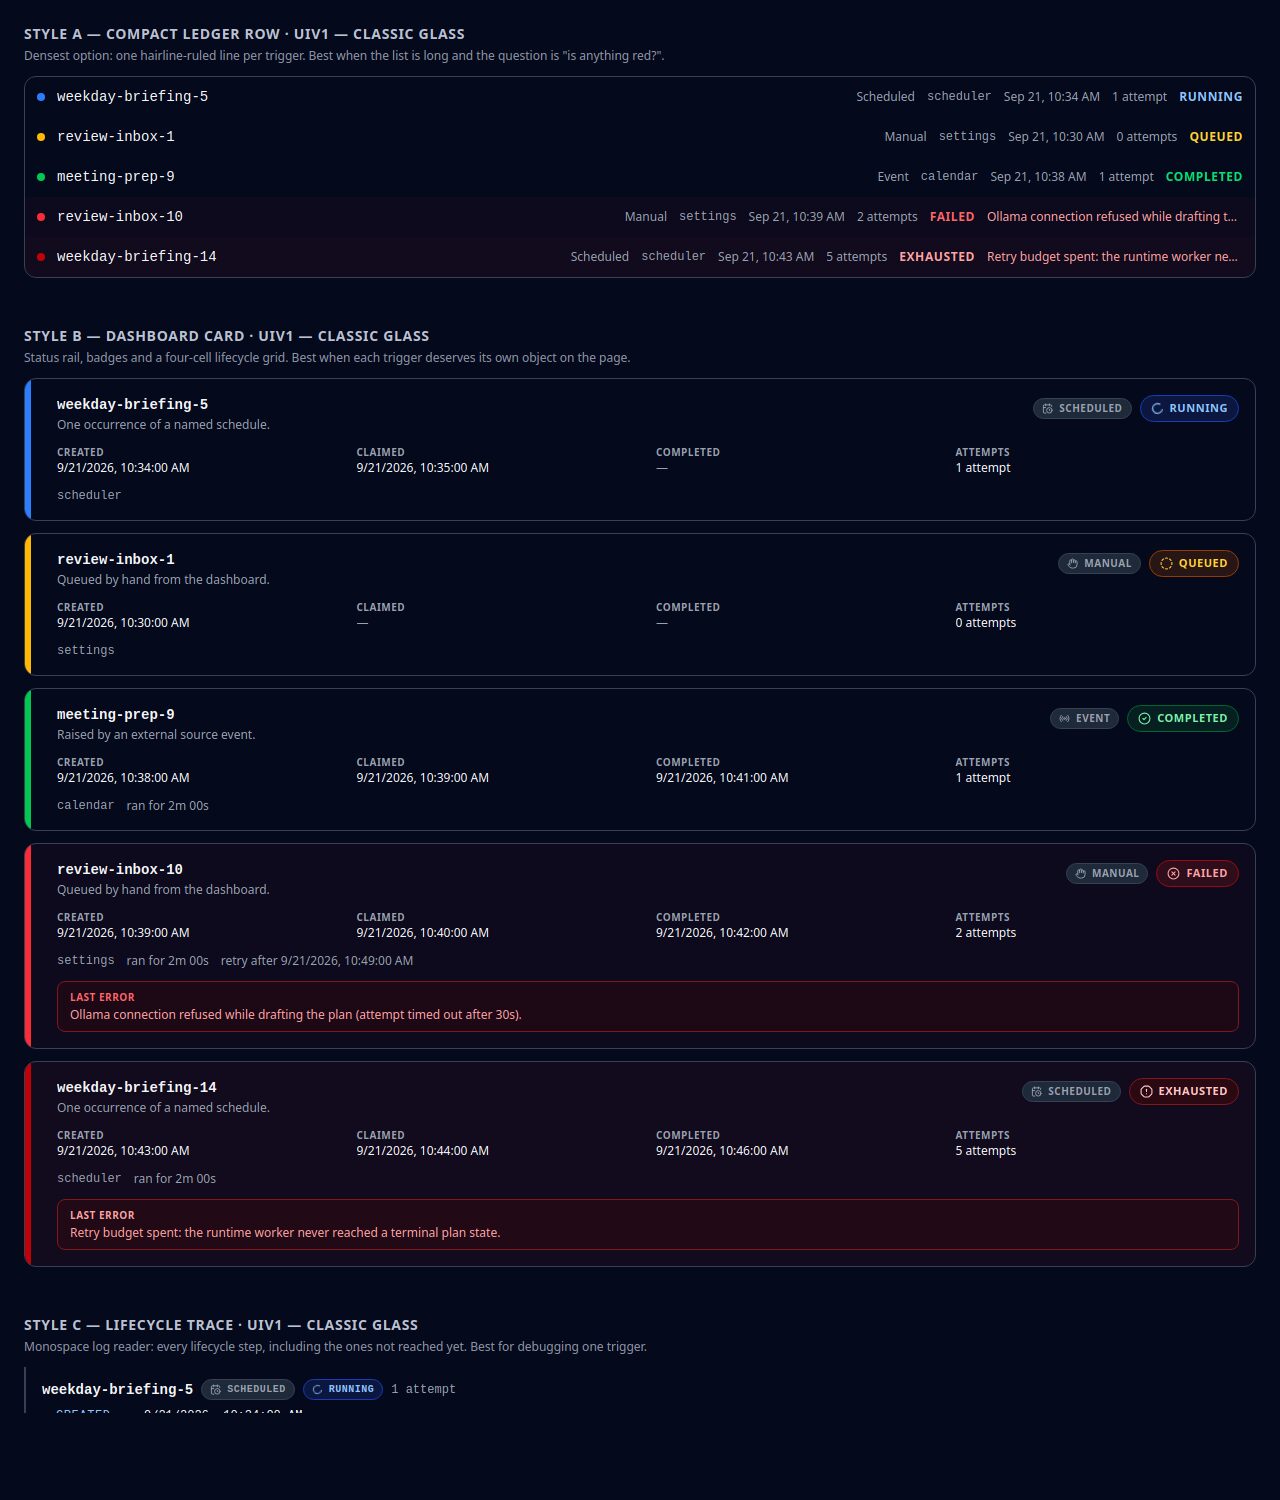 STYLE A — COMPACT LEDGER ROW · UIV1 — CLASSIC GLASS
Densest option: one hairline-ruled line per trigger. Best when the list is long and the question is "is anything red?".
weekday-briefing-5 Scheduled scheduler Sep 21, 10:34 AM 1 attempt RUNNING
review-inbox-1 Manual settings Sep 21, 10:30 AM 0 attempts QUEUED
meeting-prep-9 Event calendar Sep 21, 10:38 AM 1 attempt COMPLETED
review-inbox-10 Manual settings Sep 21, 10:39 AM 2 attempts FAILED Ollama connection refused while drafting t…
weekday-briefing-14 Scheduled scheduler Sep 21, 10:43 AM 5 attempts EXHAUSTED Retry budget spent: the runtime worker ne…
STYLE B — DASHBOARD CARD · UIV1 — CLASSIC GLASS
Status rail, badges and a four-cell lifecycle grid. Best when each trigger deserves its own object on the page.
weekday-briefing-5 SCHEDULED RUNNING
One occurrence of a named schedule.
CREATED CLAIMED COMPLETED ATTEMPTS
9/21/2026, 10:34:00 AM 9/21/2026, 10:35:00 AM — 1 attempt
scheduler
review-inbox-1 MANUAL QUEUED
Queued by hand from the dashboard.
CREATED CLAIMED COMPLETED ATTEMPTS
9/21/2026, 10:30:00 AM — — 0 attempts
settings
meeting-prep-9 EVENT COMPLETED
Raised by an external source event.
CREATED CLAIMED COMPLETED ATTEMPTS
9/21/2026, 10:38:00 AM 9/21/2026, 10:39:00 AM 9/21/2026, 10:41:00 AM 1 attempt
calendar ran for 2m 00s
review-inbox-10 MANUAL FAILED
Queued by hand from the dashboard.
CREATED CLAIMED COMPLETED ATTEMPTS
9/21/2026, 10:39:00 AM 9/21/2026, 10:40:00 AM 9/21/2026, 10:42:00 AM 2 attempts
settings ran for 2m 00s retry after 9/21/2026, 10:49:00 AM
LAST ERROR
Ollama connection refused while drafting the plan (attempt timed out after 30s).
weekday-briefing-14 SCHEDULED EXHAUSTED
One occurrence of a named schedule.
CREATED CLAIMED COMPLETED ATTEMPTS
9/21/2026, 10:43:00 AM 9/21/2026, 10:44:00 AM 9/21/2026, 10:46:00 AM 5 attempts
scheduler ran for 2m 00s
LAST ERROR
Retry budget spent: the runtime worker never reached a terminal plan state.
STYLE C — LIFECYCLE TRACE · UIV1 — CLASSIC GLASS
Monospace log reader: every lifecycle step, including the ones not reached yet. Best for debugging one trigger.
weekday-briefing-5 SCHEDULED RUNNING 1 attempt